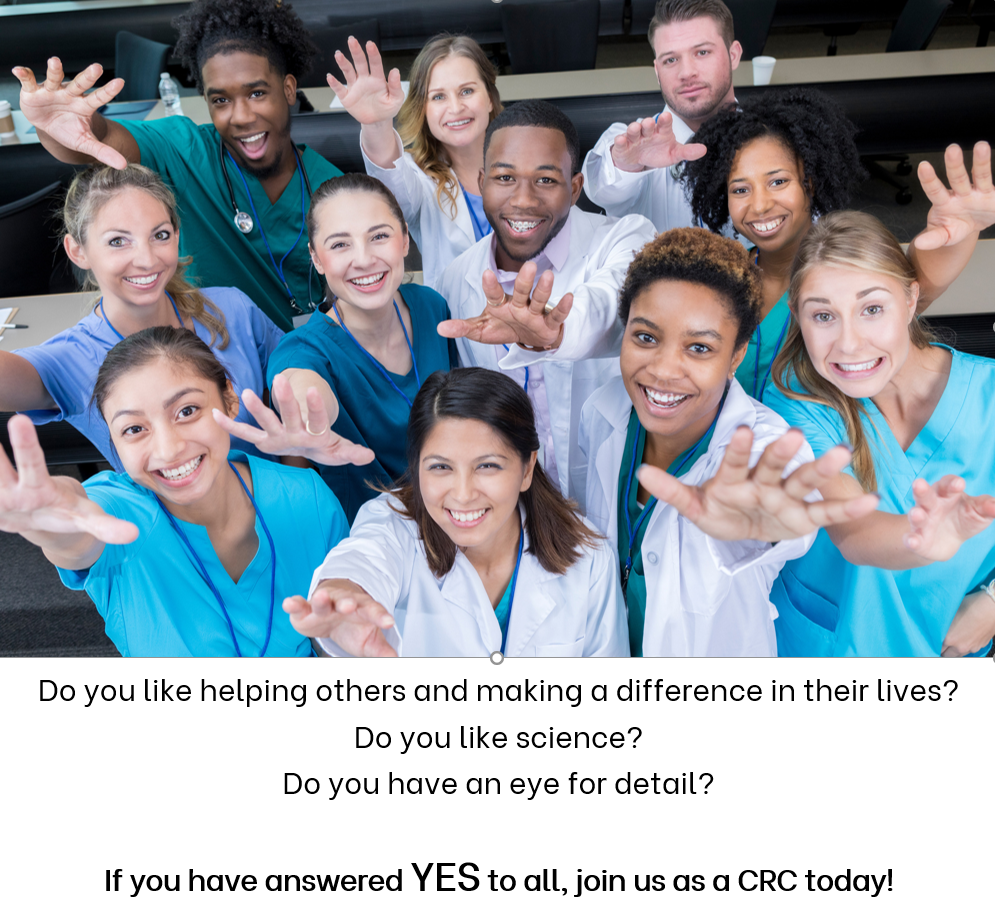 Do you like helping others and making a difference in their lives?
Do you like science?
Do you have an eye for detail?
If you have answered YES to all, join us as a CRC today!